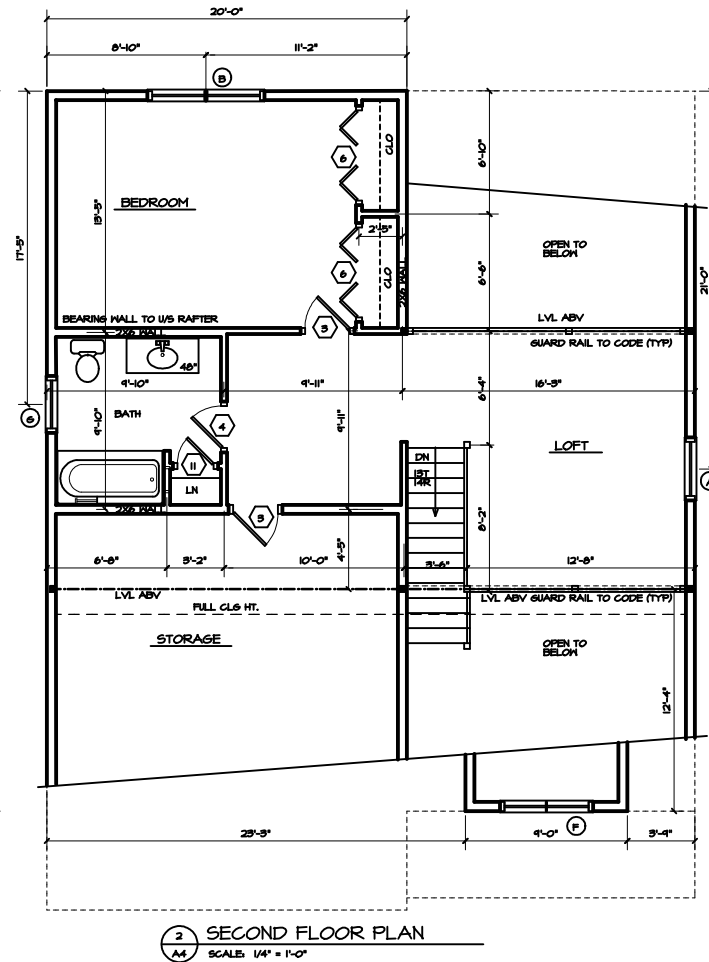 20'-0"
8'-10"
11'-2"
B
6
CLO
6'-10"
BEDROOM
13'-5"
17'-5"
2'-5"
6
CLO
2X6 WALL
6'-6"
OPEN TO
BELOW
21'-0"
BEARING WALL TO U/S RAFTER
2X6 WALL
3
LVL ABV
GUARD RAIL TO CODE (TYP)
48"
9'-10"
9'-11"
6'-4"
16'-3"
G
BATH
9'-10"
4
9'-11"
LOFT
11
LN
DN
13T
14R
2X6 WALL
3
8'-2"
6'-8"
3'-2"
10'-0"
4'-5"
3'-6"
12'-8"
LVL ABV
FULL CLG HT.
LVL ABV GUARD RAIL TO CODE (TYP)
STORAGE
OPEN TO
BELOW
12'-4"
23'-3"
9'-0"
3'-9"
F
2
A4
SECOND FLOOR PLAN
SCALE: 1/4" = 1'-0"